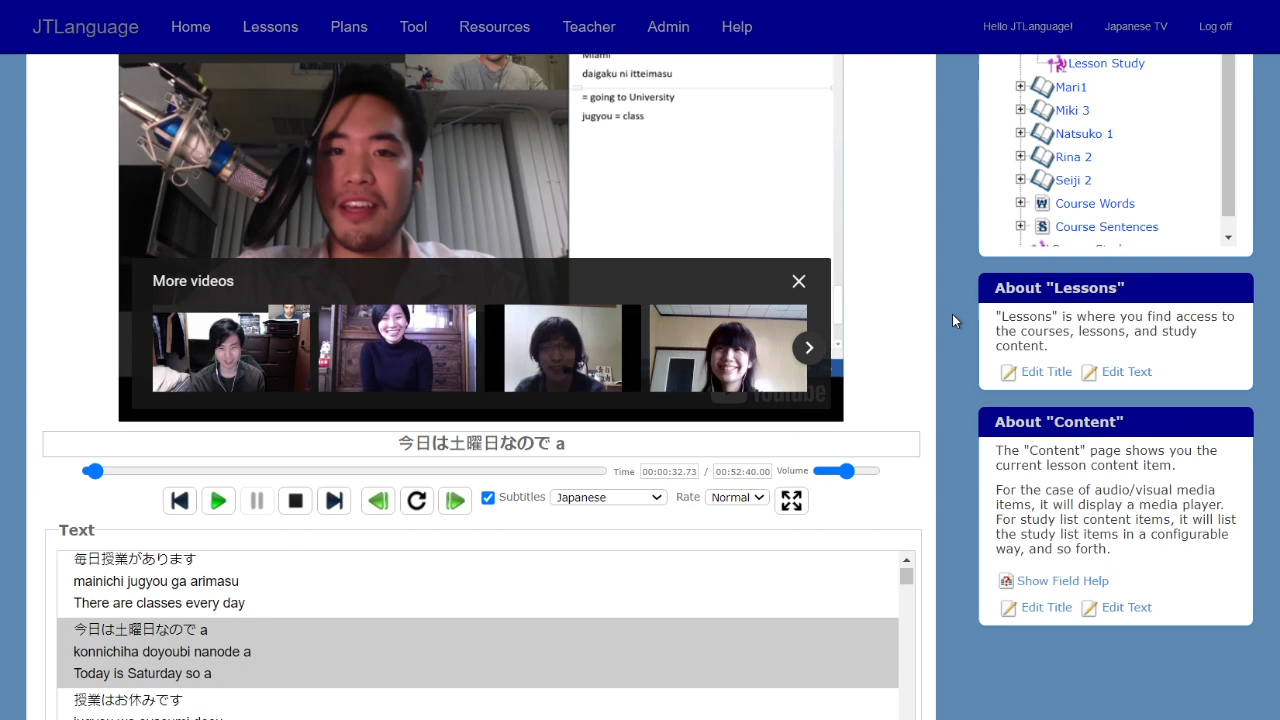 JTLanguage Home Lessons Plans Tool Resources Teacher Admin Help Hello JTLanguage! Japanese TV Log off
Miami
daigaku ni itteimasu
= going to University
jugyou = class
More videos
YouTube
今日は土曜日なので a
Time 00:00:32.73 / 00:52:40.00 Volume
Subtitles Japanese Rate Normal
Text
毎日授業があります
mainichi jugyou ga arimasu
There are classes every day
今日は土曜日なので a
konnichiha doyoubi nanode a
Today is Saturday so a
授業はお休みです
Lesson Study
Mari1
Miki 3
Natsuko 1
Rina 2
Seiji 2
Course Words
Course Sentences
About "Lessons"
"Lessons" is where you find access to
the courses, lessons, and study
content.
Edit Title Edit Text
About "Content"
The "Content" page shows you the
current lesson content item.
For the case of audio/visual media
items, it will display a media player.
For study list content items, it will list
the study list items in a configurable
way, and so forth.
Show Field Help
Edit Title Edit Text